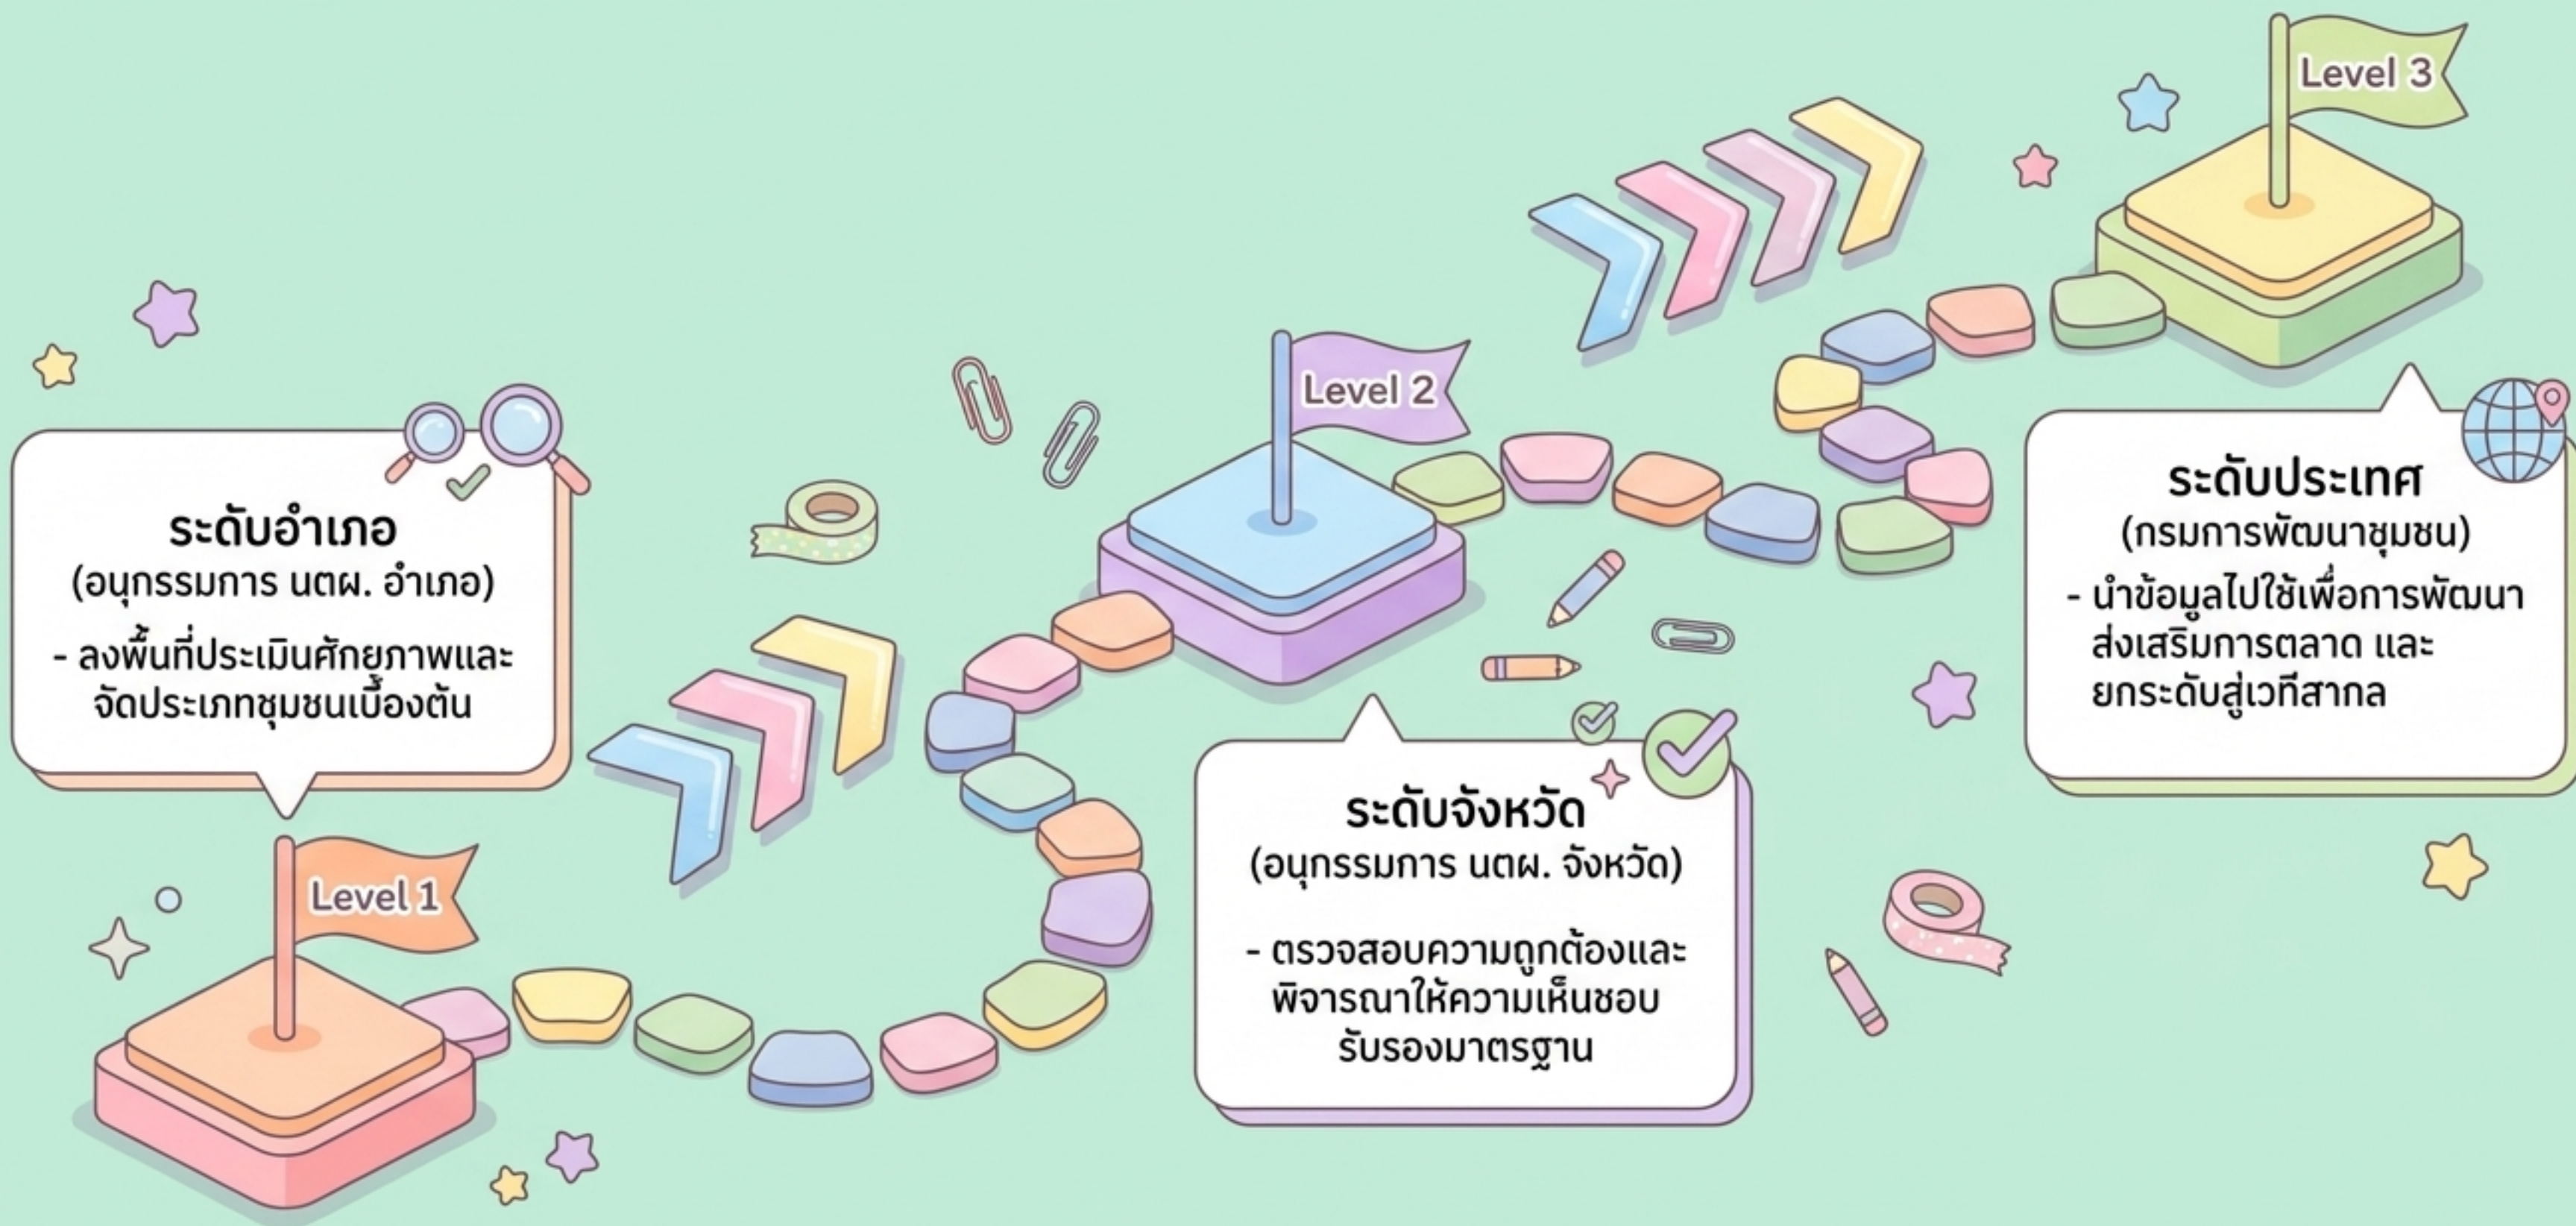 ระดับอำเภอ
(อนุกรรมการ นตผ. อำเภอ)
- ลงพื้นที่ประเมินศักยภาพและ
จัดประเภทชุมชนเบื้องต้น
Level 1
Level 2
ระดับจังหวัด
(อนุกรรมการ นตผ. จังหวัด)
- ตรวจสอบความถูกต้องและ
พิจารณาให้ความเห็นชอบ
รับรองมาตรฐาน
Level 3
ระดับประเทศ
(กรมการพัฒนาชุมชน)
- นำข้อมูลไปใช้เพื่อการพัฒนา
ส่งเสริมการตลาด และ
ยกระดับสู่เวทีสากล